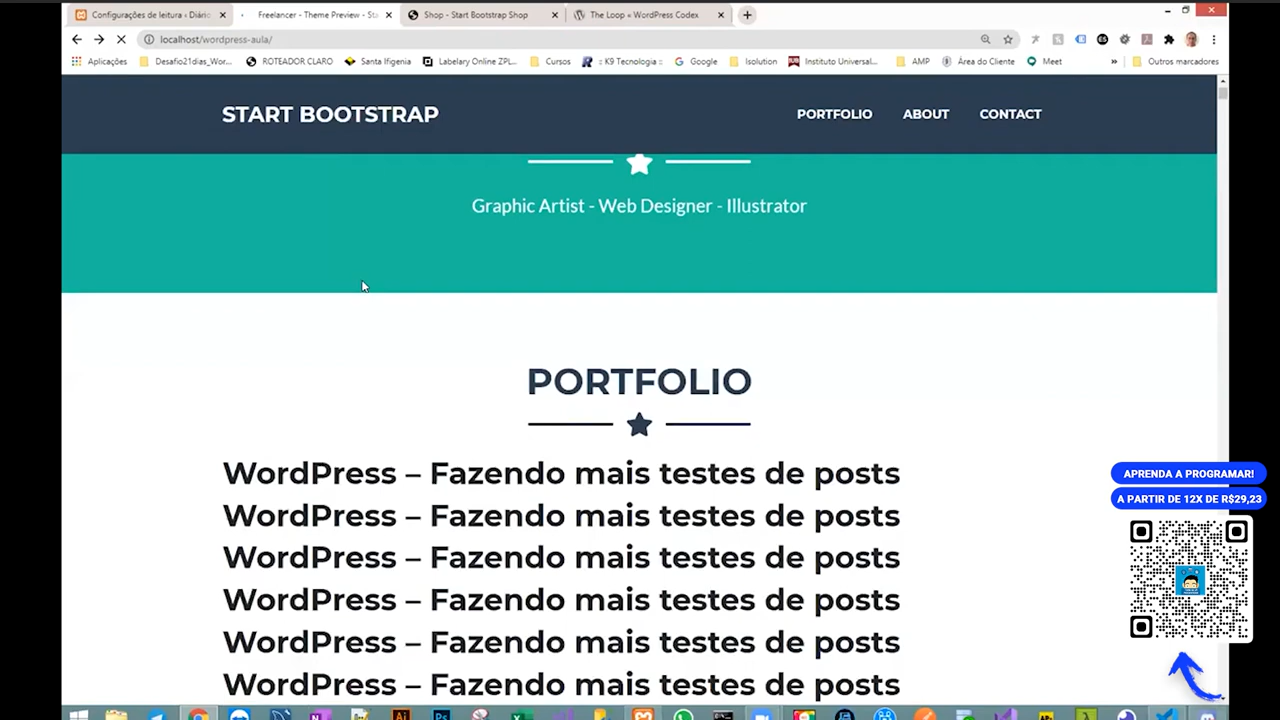 Configurações de leitura ‹ Diário
Freelancer - Theme Preview - Sta
Shop - Start Bootstrap Shop
The Loop « WordPress Codex
localhost/wordpress-aula/
Aplicações
Desafio21dias_Wor...
ROTEADOR CLARO
Santa Ifigenia
Labelary Online ZPL...
Cursos
:: K9 Tecnologia ::
Google
Isolution
Instituto Universal...
AMP
Área do Cliente
Meet
»
Outros marcadores
START BOOTSTRAP
PORTFOLIO
ABOUT
CONTACT
Graphic Artist - Web Designer - Illustrator
PORTFOLIO
WordPress – Fazendo mais testes de posts
WordPress – Fazendo mais testes de posts
WordPress – Fazendo mais testes de posts
WordPress – Fazendo mais testes de posts
WordPress – Fazendo mais testes de posts
WordPress – Fazendo mais testes de posts
APRENDA A PROGRAMAR!
A PARTIR DE 12X DE R$29,23